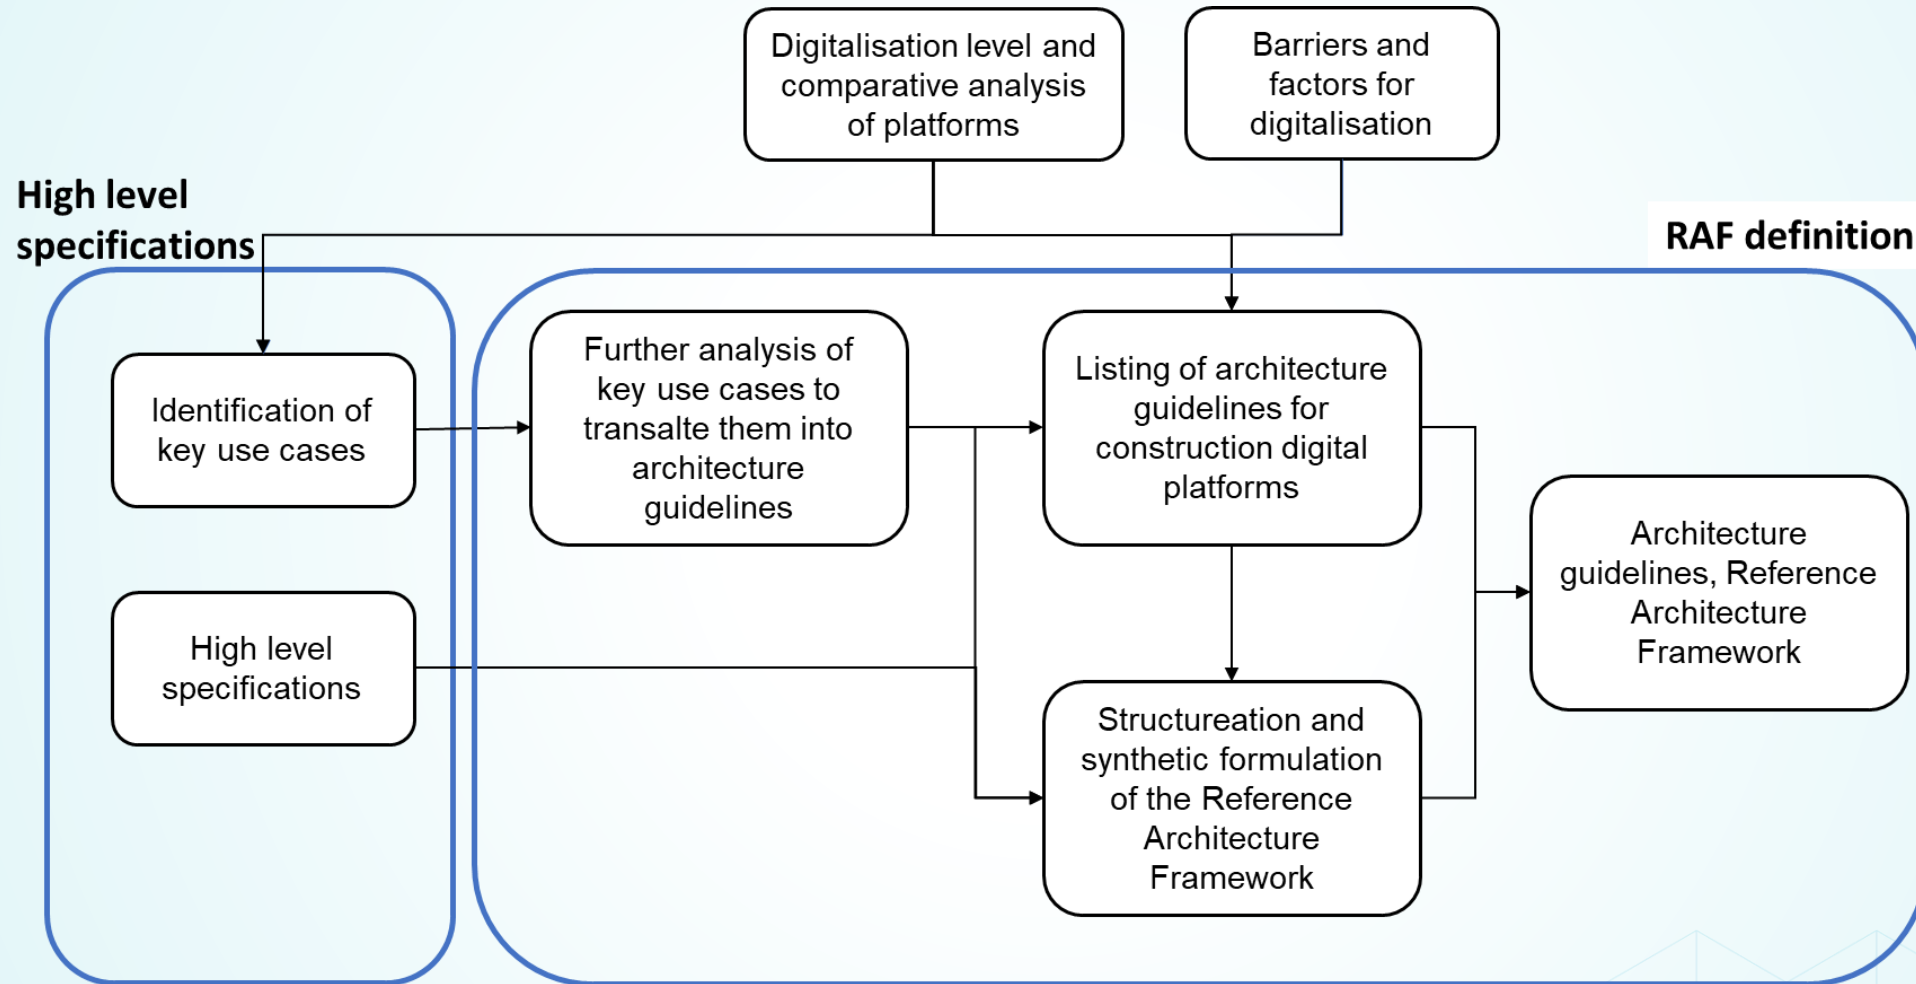 Digitalisation level and
comparative analysis
of platforms
Barriers and
factors for
digitalisation
High level
specifications
RAF definition
Identification of
key use cases
Further analysis of
key use cases to
transalte them into
architecture
guidelines
Listing of architecture
guidelines for
construction digital
platforms
Architecture
guidelines, Reference
Architecture
Framework
High level
specifications
Structureation and
synthetic formulation
of the Reference
Architecture
Framework